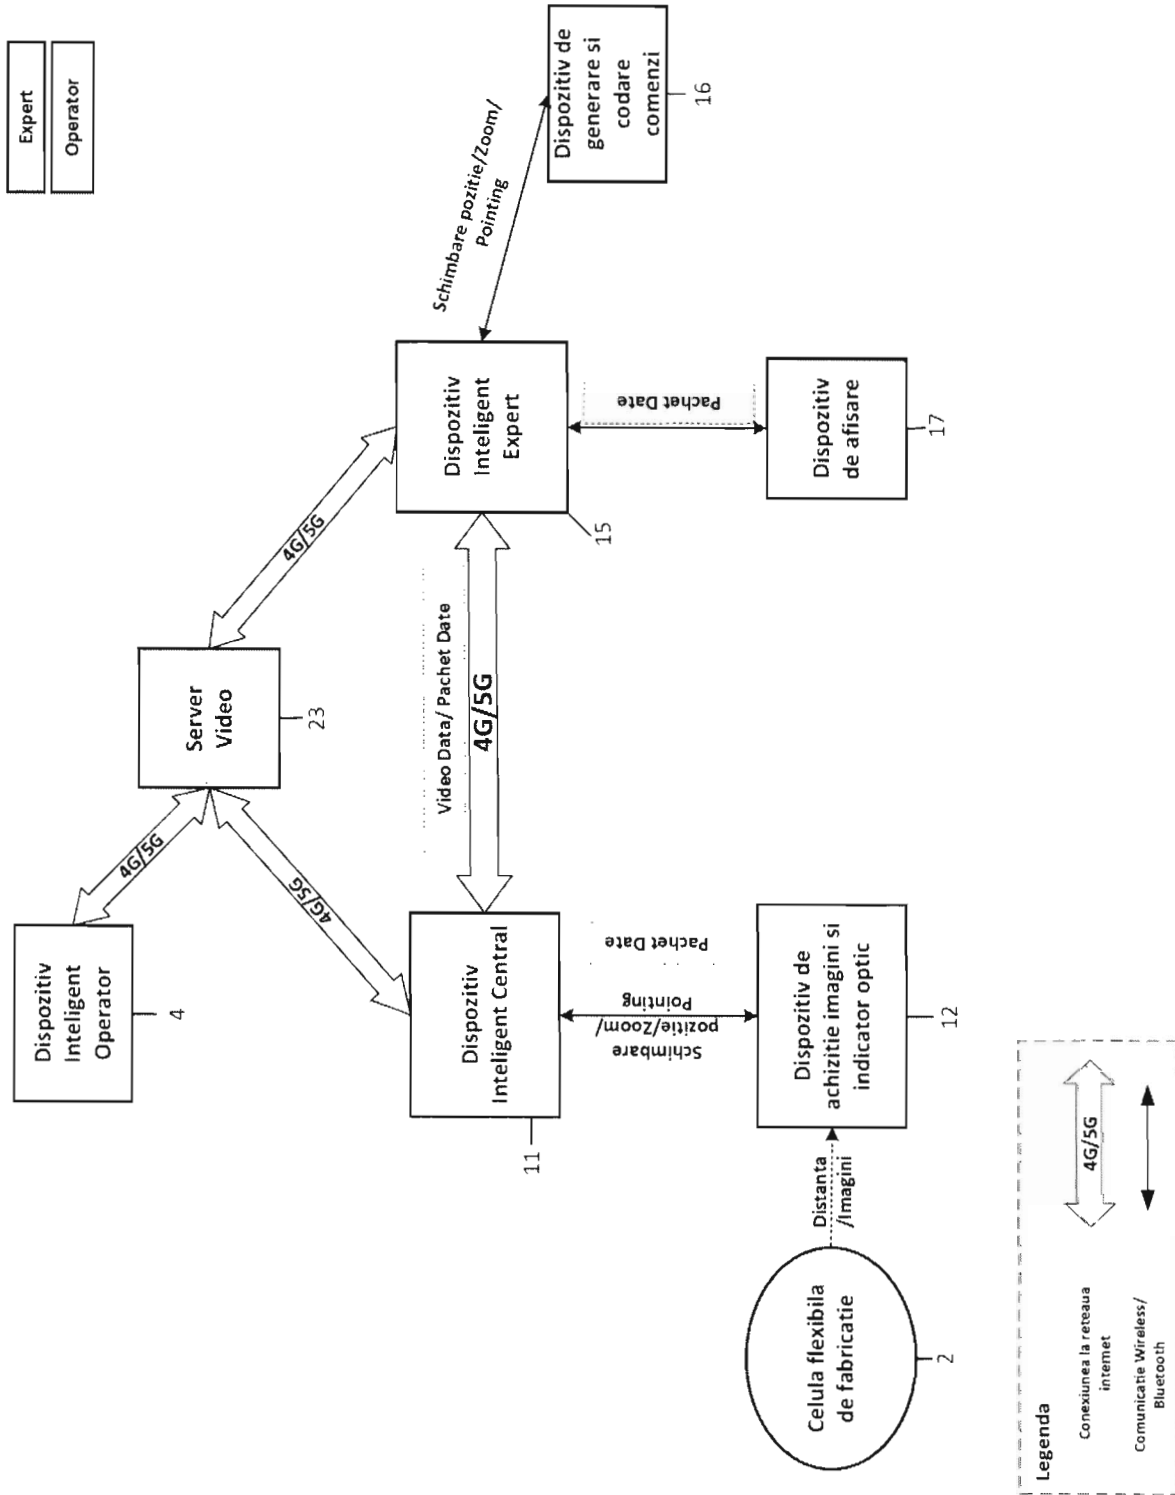 Expert
Operator
Dispozitiv
Inteligent
Operator
4
4G/5G
Server
Video
23
4G/5G
4G/5G
Dispozitiv
Inteligent Central
11
Video Data/ Pachet Date
4G/5G
Dispozitiv
Inteligent
Expert
15
Schimbare pozitie/Zoom/
Pointing
Dispozitiv de
generare si
codare
comenzi
16
Pachet Date
Dispozitiv
de afisare
17
Schimbare
pozitie/Zoom/
Pointing
Pachet Date
Dispozitiv de
achizitie imagini si
indicator optic
12
Distanta
/Imagini
Celula flexibila
de fabricatie
2
Legenda
Conexiunea la reteaua
internet
4G/5G
Comunicatie Wireless/
Bluetooth